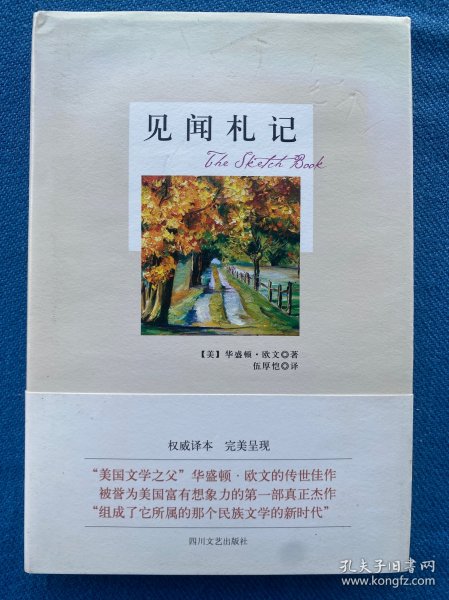 见闻札记
The Sketch Book
【美】华盛顿·欧文◎著
伍厚恺◎译
权威译本 完美呈现
“美国文学之父”华盛顿·欧文的传世佳作
被誉为美国富有想象力的第一部真正杰作
“组成了它所属的那个民族文学的新时代”
四川文艺出版社
孔夫子旧书网
www.kongfz.com